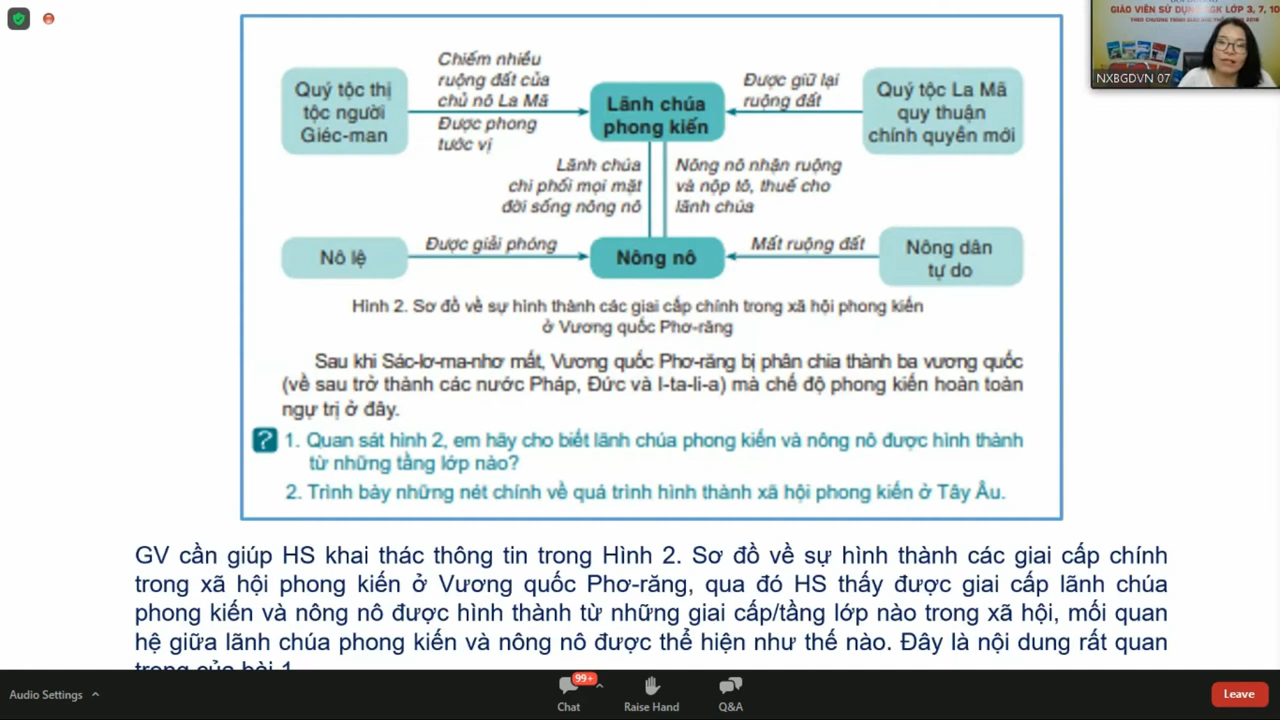 GIÁO VIÊN SỬ DỤNG SGK LỚP 3, 7, 10
NXBGDVN 07
Quý tộc thị
tộc người
Giéc-man
Chiếm nhiều
ruộng đất của
chủ nô La Mã
Được phong
tước vị
Lãnh chúa
phong kiến
Được giữ lại
ruộng đất
Quý tộc La Mã
quy thuận
chính quyền mới
Lãnh chúa
chi phối mọi mặt
đời sống nông nô
Nông nô nhận ruộng
và nộp tô, thuế cho
lãnh chúa
Nô lệ
Được giải phóng
Nông nô
Mất ruộng đất
Nông dân
tự do
Hình 2. Sơ đồ về sự hình thành các giai cấp chính trong xã hội phong kiến
ở Vương quốc Phơ-răng
Sau khi Sác-lơ-ma-nhơ mất, Vương quốc Phơ-răng bị phân chia thành ba vương quốc
(về sau trở thành các nước Pháp, Đức và I-ta-li-a) mà chế độ phong kiến hoàn toàn
ngự trị ở đây.
? 1. Quan sát hình 2, em hãy cho biết lãnh chúa phong kiến và nông nô được hình thành
từ những tầng lớp nào?
2. Trình bày những nét chính về quá trình hình thành xã hội phong kiến ở Tây Âu.
GV cần giúp HS khai thác thông tin trong Hình 2. Sơ đồ về sự hình thành các giai cấp chính
trong xã hội phong kiến ở Vương quốc Phơ-răng, qua đó HS thấy được giai cấp lãnh chúa
phong kiến và nông nô được hình thành từ những giai cấp/tầng lớp nào trong xã hội, mối quan
hệ giữa lãnh chúa phong kiến và nông nô được thể hiện như thế nào. Đây là nội dung rất quan
trọng của bài 1.
Audio Settings
99+
Chat
Raise Hand
Q&A
Leave